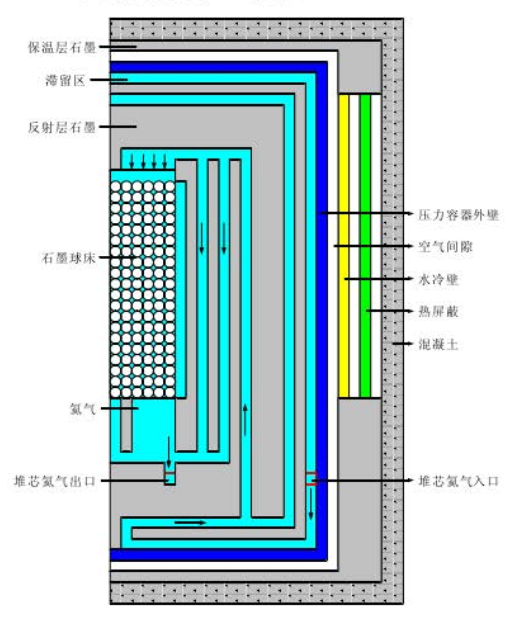 保温层石墨
滞留区
反射层石墨
石墨球床
氦气
堆芯氦气出口
压力容器外壁
空气间隙
水冷壁
热屏蔽
混凝土
堆芯氦气入口